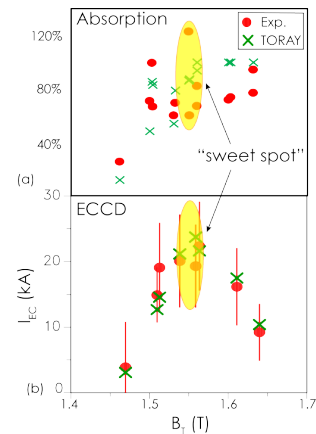 Absorption
Exp.
TORAY
120%
80%
40%
(a)
"sweet spot"
ECCD
30
20
10
0
I_EC (kA)
(b)
1.4 1.5 1.6 1.7
B_T (T)